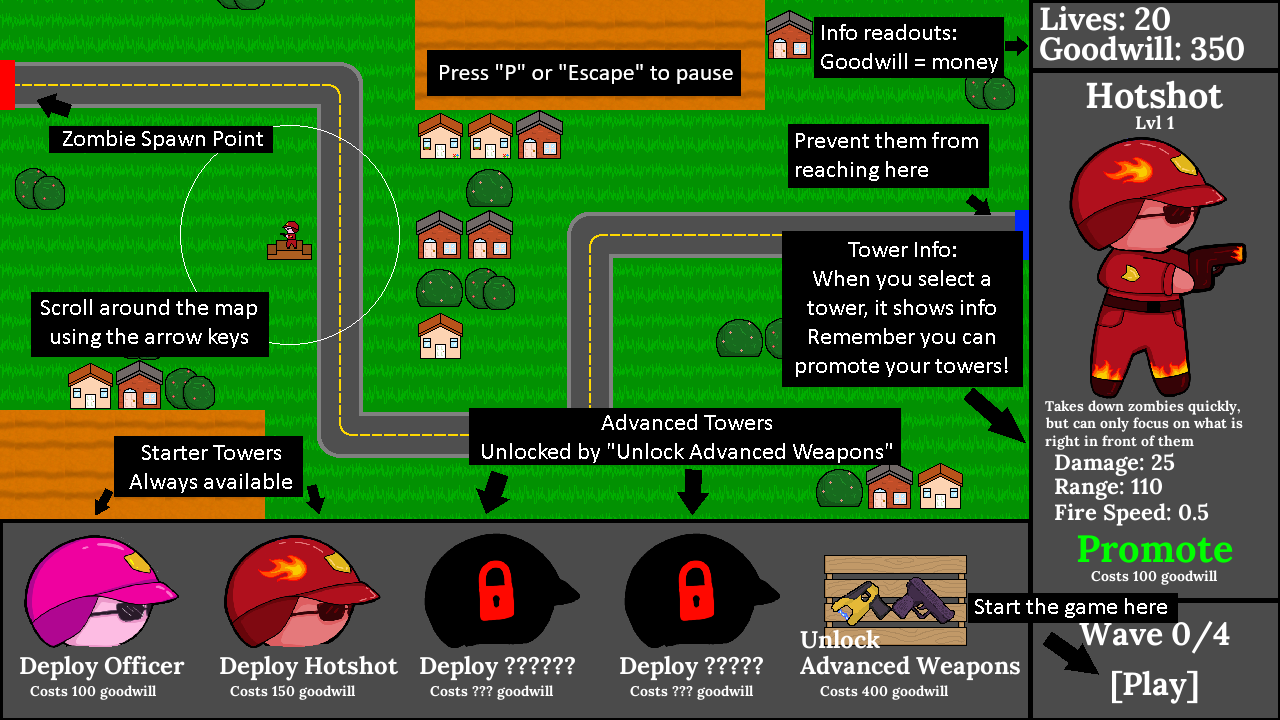 Lives: 20
Goodwill: 350
Info readouts:
Goodwill = money
Press "P" or "Escape" to pause
Zombie Spawn Point
Prevent them from
reaching here
Tower Info:
When you select a
tower, it shows info
Remember you can
promote your towers!
Scroll around the map
using the arrow keys
Starter Towers
Always available
Advanced Towers
Unlocked by "Unlock Advanced Weapons"
Hotshot
Lvl 1
Takes down zombies quickly,
but can only focus on what is
right in front of them
Damage: 25
Range: 110
Fire Speed: 0.5
Promote
Costs 100 goodwill
Deploy Officer
Costs 100 goodwill
Deploy Hotshot
Costs 150 goodwill
Deploy ??????
Costs ??? goodwill
Deploy ?????
Costs ??? goodwill
Unlock
Advanced Weapons
Costs 400 goodwill
Start the game here
Wave 0/4
[Play]